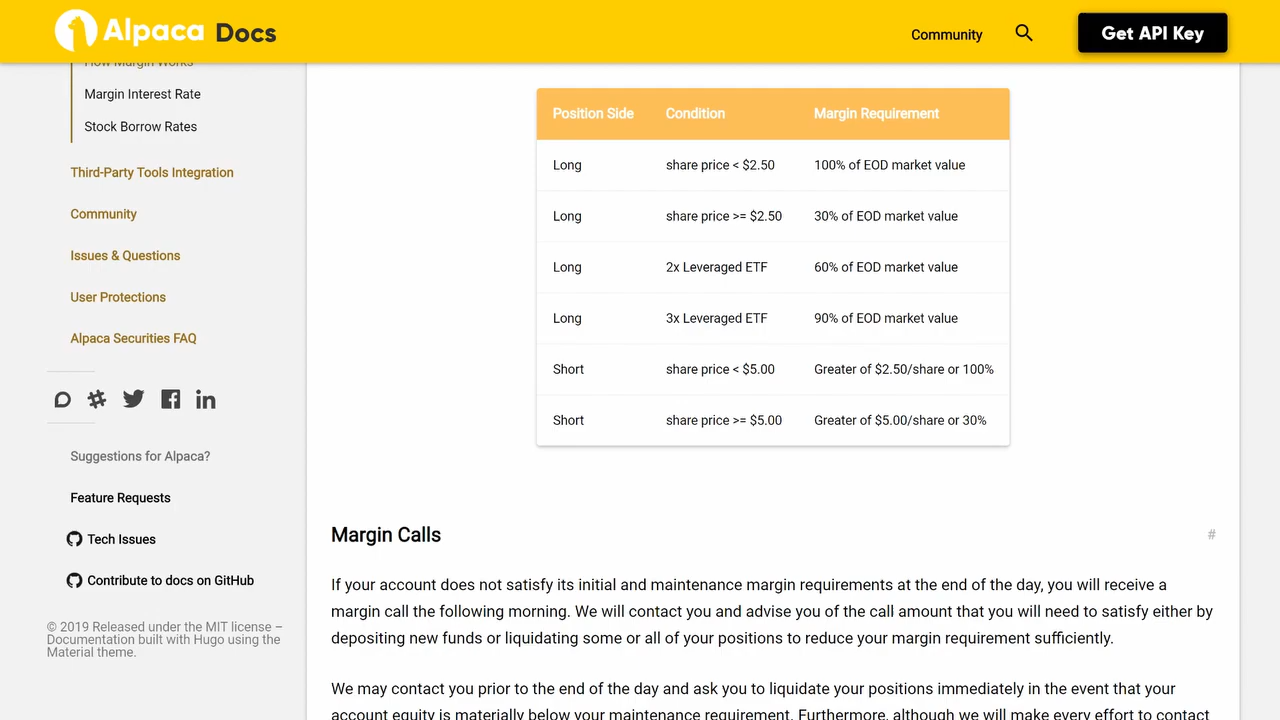 Alpaca Docs
Community
Get API Key
How Margin Works
Margin Interest Rate
Stock Borrow Rates
Third-Party Tools Integration
Community
Issues & Questions
User Protections
Alpaca Securities FAQ
Suggestions for Alpaca?
Feature Requests
Tech Issues
Contribute to docs on GitHub
© 2019 Released under the MIT license –
Documentation built with Hugo using the
Material theme.
Position Side Condition Margin Requirement
Long share price < $2.50 100% of EOD market value
Long share price >= $2.50 30% of EOD market value
Long 2x Leveraged ETF 60% of EOD market value
Long 3x Leveraged ETF 90% of EOD market value
Short share price < $5.00 Greater of $2.50/share or 100%
Short share price >= $5.00 Greater of $5.00/share or 30%
Margin Calls #
If your account does not satisfy its initial and maintenance margin requirements at the end of the day, you will receive a
margin call the following morning. We will contact you and advise you of the call amount that you will need to satisfy either by
depositing new funds or liquidating some or all of your positions to reduce your margin requirement sufficiently.
We may contact you prior to the end of the day and ask you to liquidate your positions immediately in the event that your
account equity is materially below your maintenance requirement. Furthermore, although we will make every effort to contact